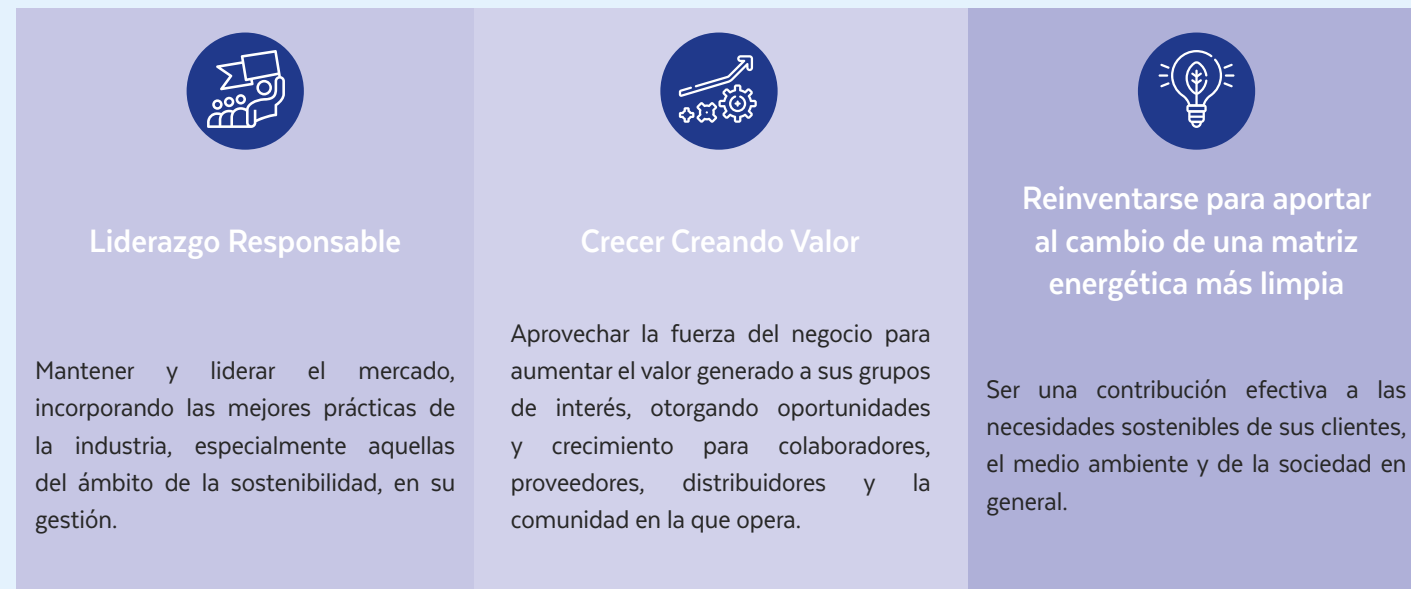 Liderazgo Responsable
Mantener y liderar el mercado,
incorporando las mejores prácticas de
la industria, especialmente aquellas
del ámbito de la sostenibilidad, en su
gestión.
Crecer Creando Valor
Aprovechar la fuerza del negocio para
aumentar el valor generado a sus grupos
de interés, otorgando oportunidades
y crecimiento para colaboradores,
proveedores, distribuidores y la
comunidad en la que opera.
Reinventarse para aportar
al cambio de una matriz
energética más limpia
Ser una contribución efectiva a las
necesidades sostenibles de sus clientes,
el medio ambiente y de la sociedad en
general.